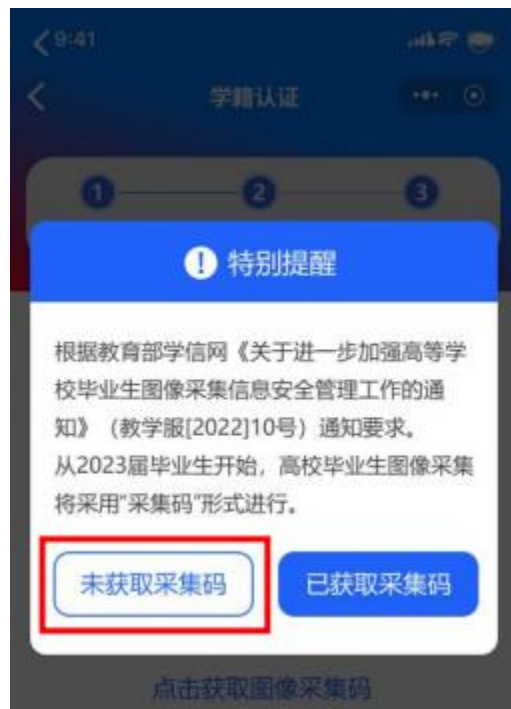 9:41
学籍认证
1 2 3
! 特别提醒
根据教育部学信网《关于进一步加强高等学
校毕业生图像采集信息安全管理工作的通
知》（教学服[2022]10号）通知要求。
从2023届毕业生开始，高校毕业生图像采集
将采用"采集码"形式进行。
未获取采集码 已获取采集码
点击获取图像采集码